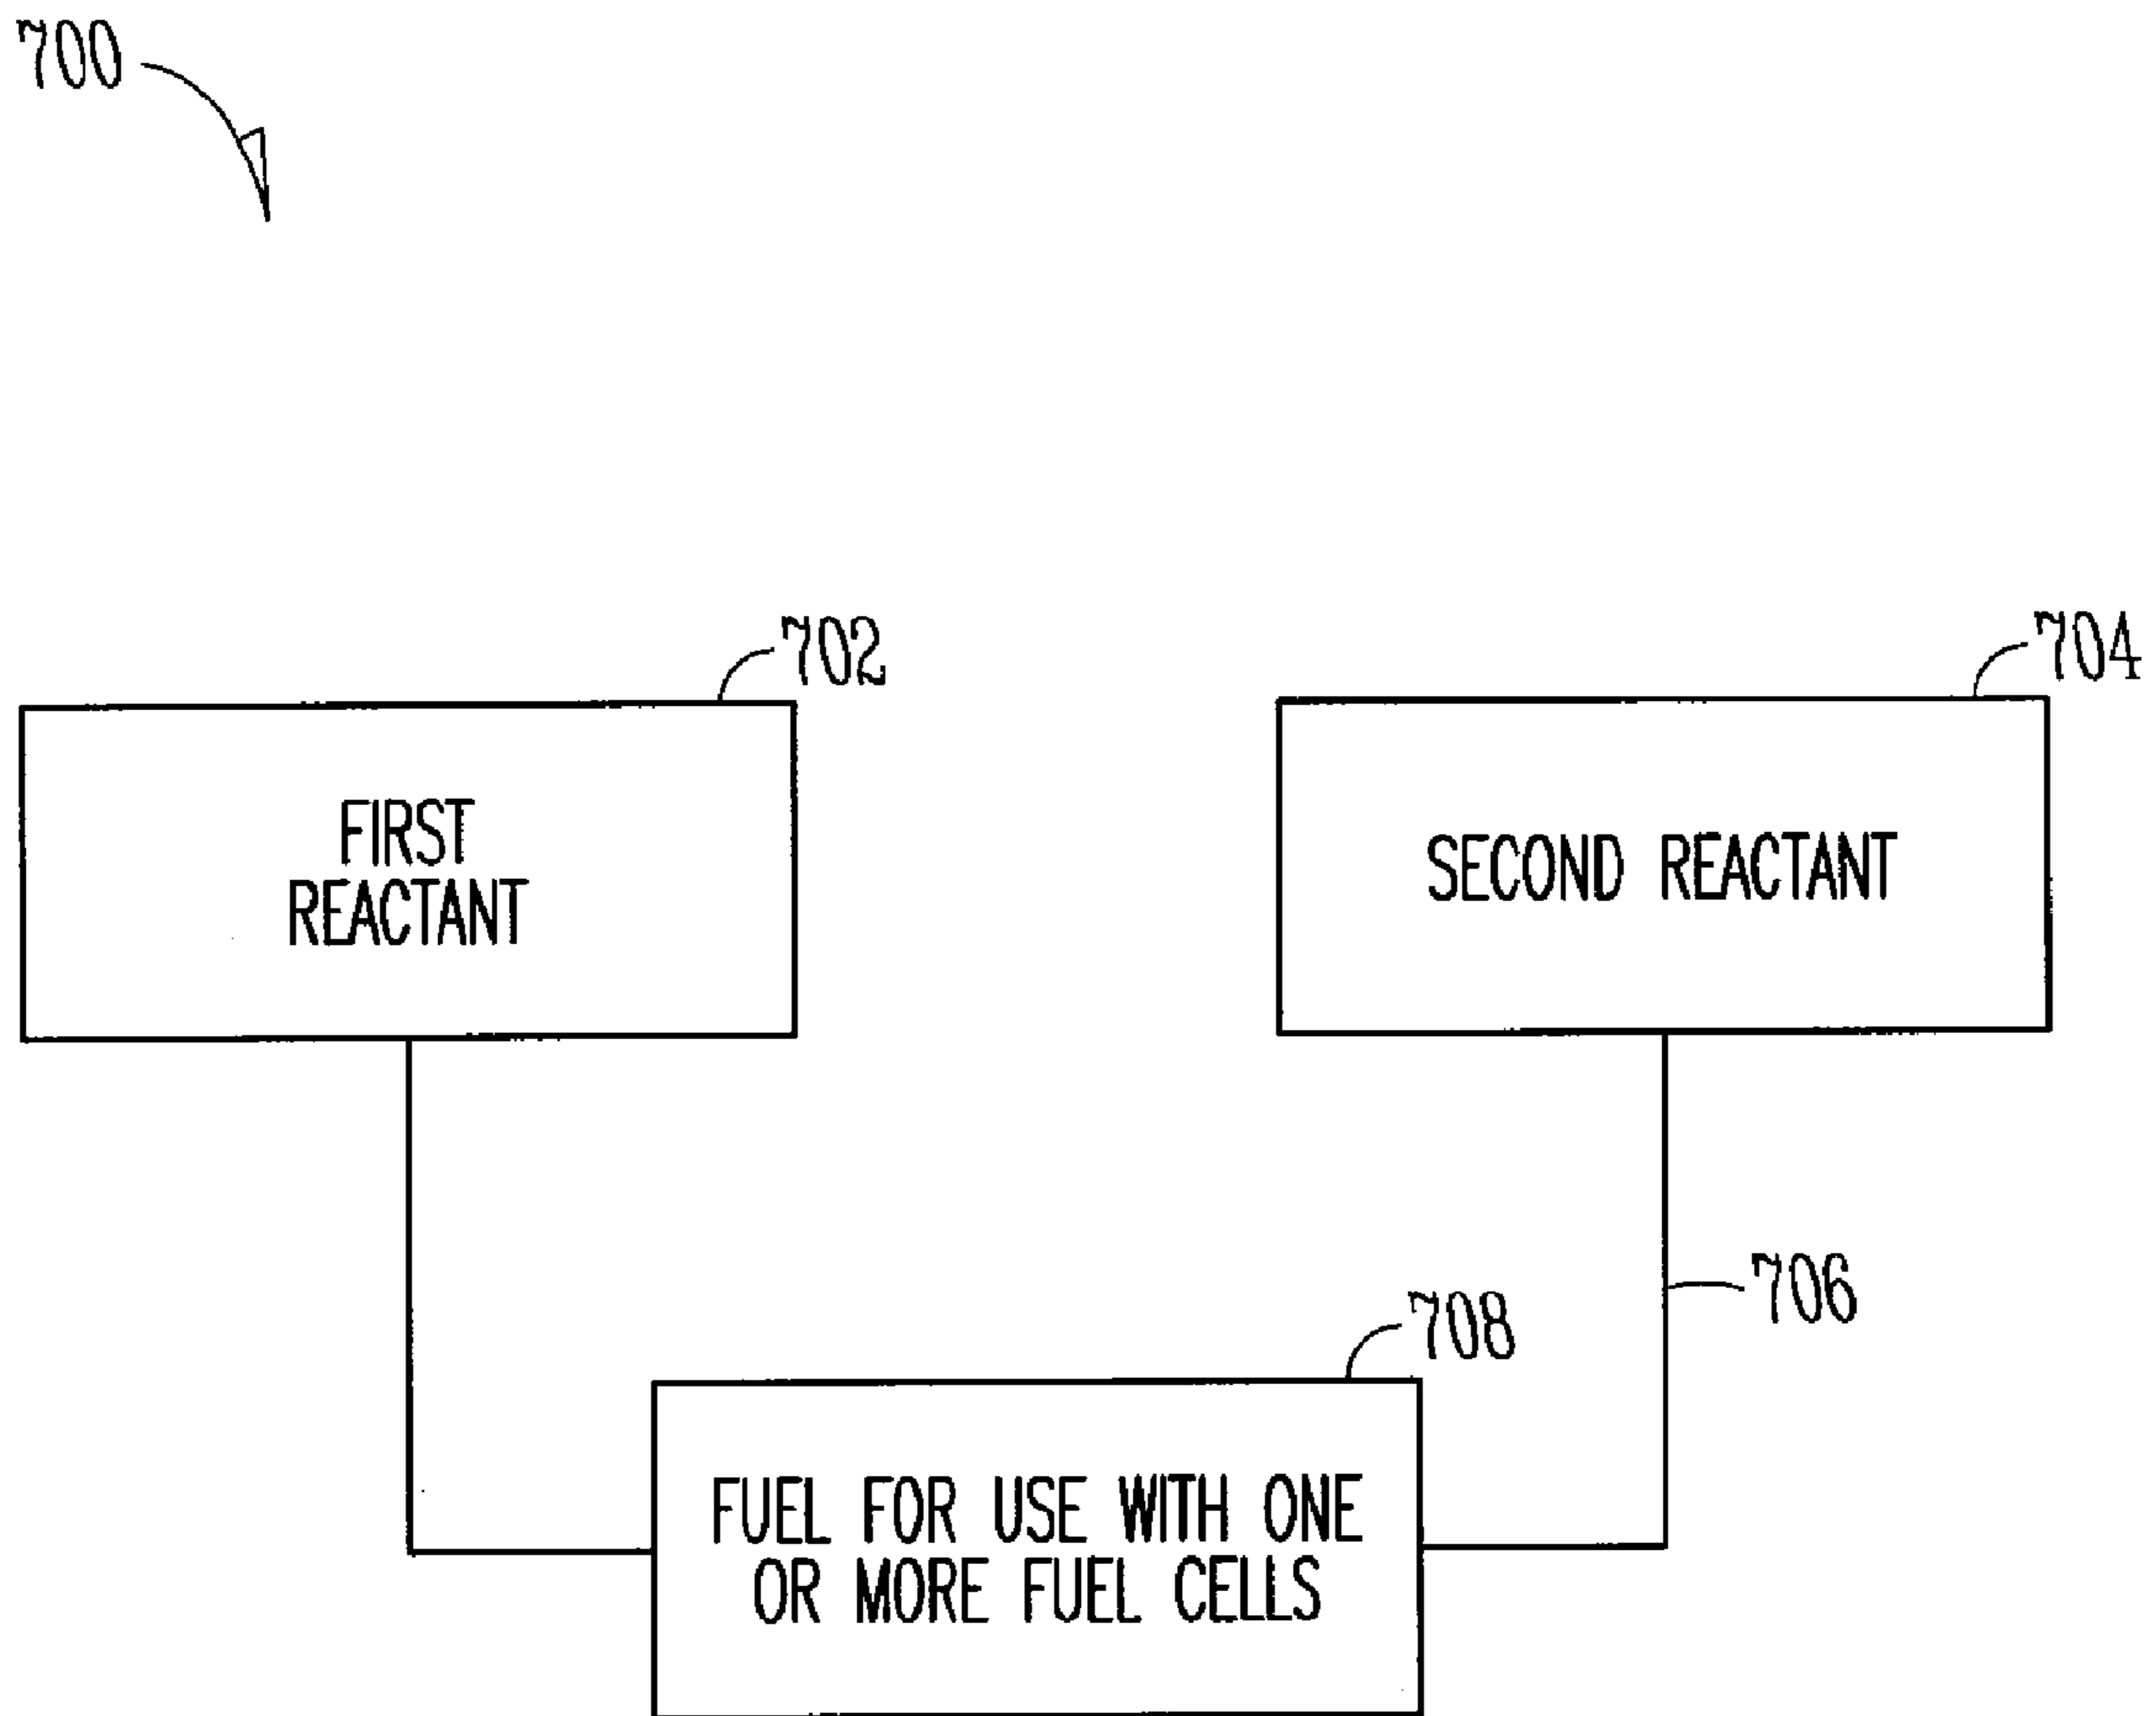 700
702
704
FIRST
REACTANT
SECOND REACTANT
706
708
FUEL FOR USE WITH ONE
OR MORE FUEL CELLS